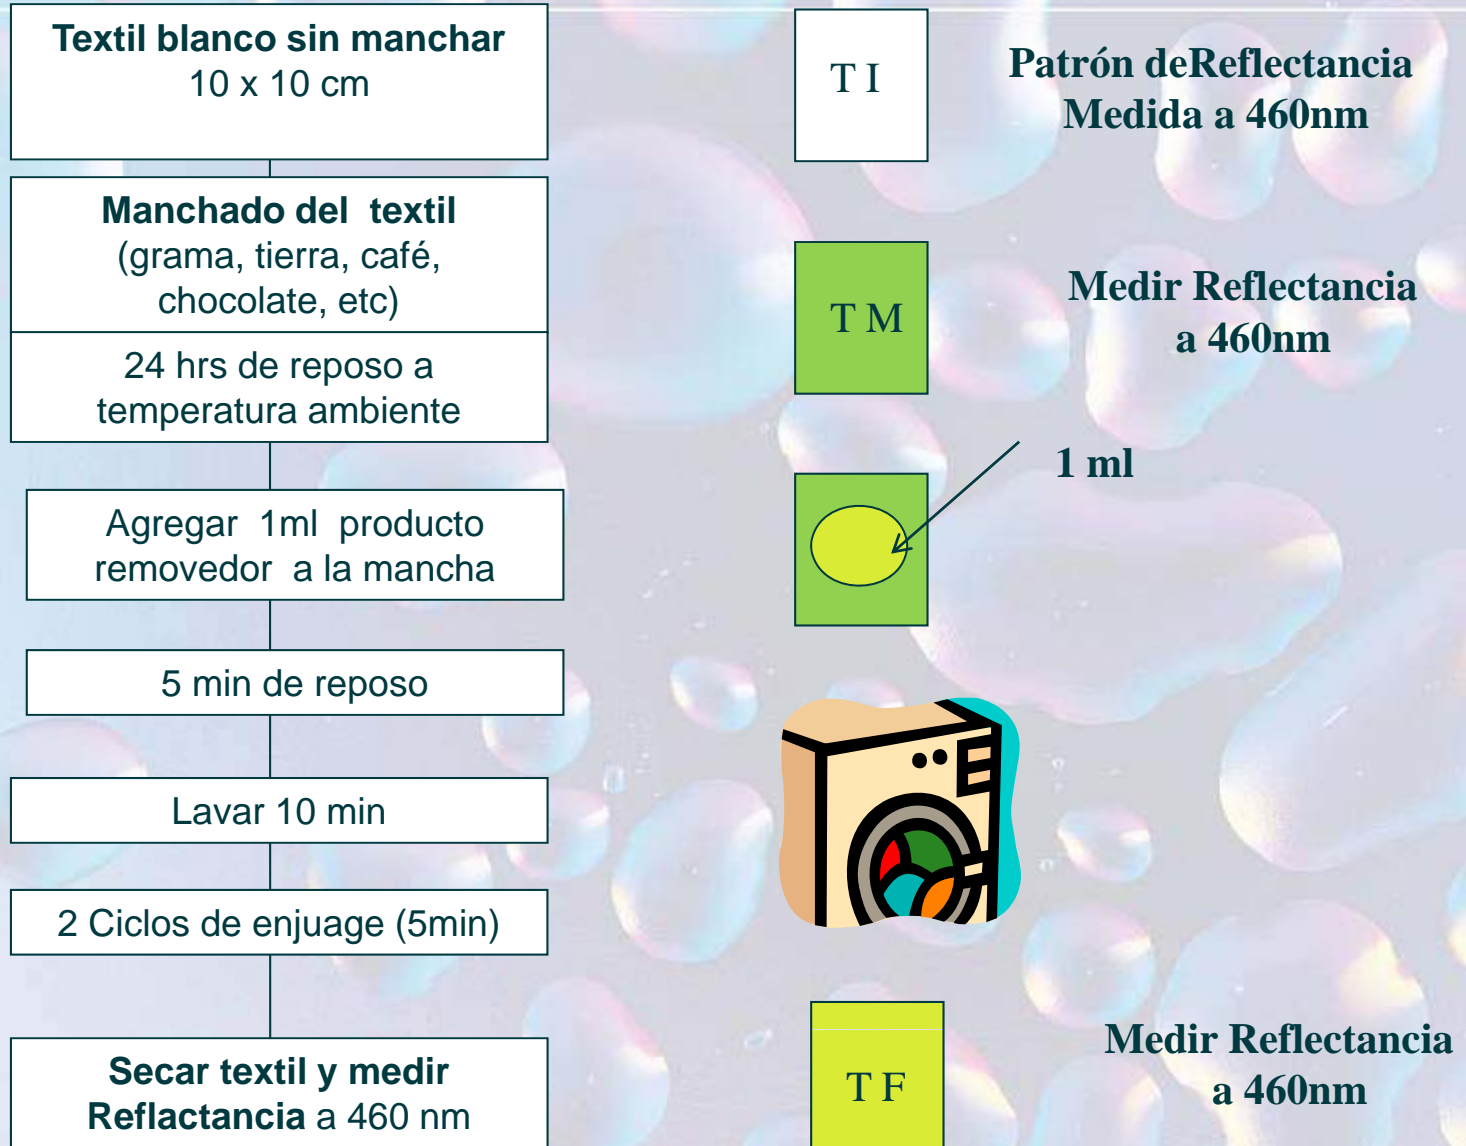 Textil blanco sin manchar
10 x 10 cm
T I
Patrón deReflectancia
Medida a 460nm
Manchado del  textil
(grama, tierra, café,
chocolate, etc)
T M
Medir Reflectancia
a 460nm
24 hrs de reposo a
temperatura ambiente
1 ml
Agregar  1ml  producto
removedor  a la mancha
5 min de reposo
Lavar 10 min
2 Ciclos de enjuage (5min)
Secar textil y medir
Reflactancia a 460 nm
T F
Medir Reflectancia
a 460nm